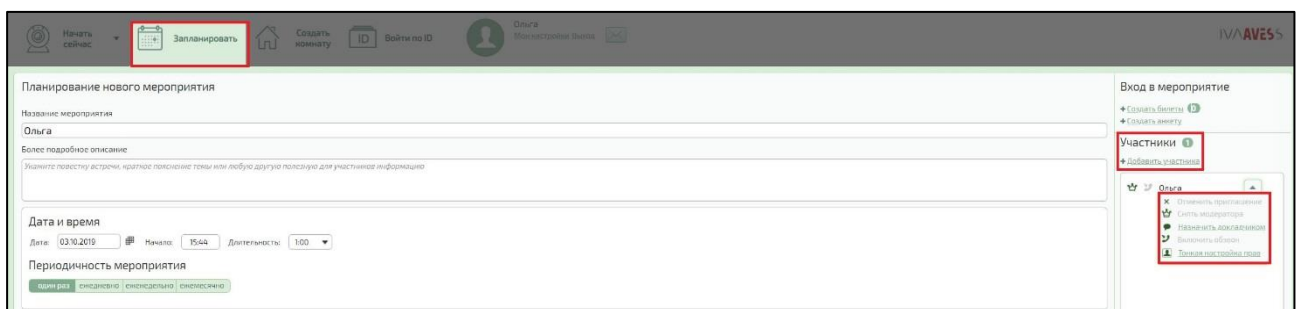 Начать сейчас
Запланировать
Создать комнату
ID
Войти по ID
Ольга
IVAAVESS
Планирование нового мероприятия
Название мероприятия
Ольга
Более подробное описание
Укажите повестку встречи, краткое пояснение темы или любую другую полезную для участников информацию
Дата и время
Дата: 03.10.2019 Начало: 15:44 Длительность: 1:00
Периодичность мероприятия
один раз ежедневно еженедельно ежемесячно
Вход в мероприятие
+Создать билеты
+Создать анкету
Участники 1
+Добавить участника
Ольга
Отменить приглашение
Снять модератора
Назначить докладчиком
Включить обзвон
Тонкая настройка прав